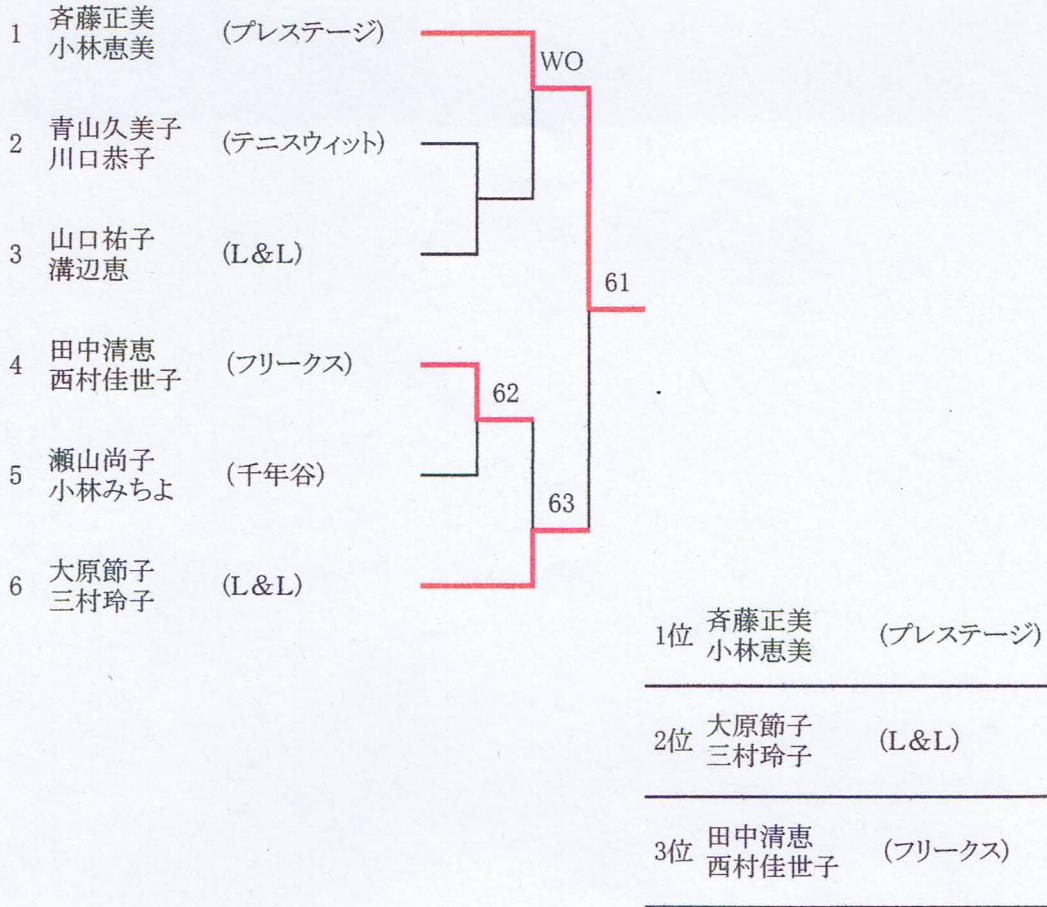 1 斉藤正美 (プレステージ)
小林恵美
WO
2 青山久美子 (テニスウィット)
川口恭子
3 山口祐子 (L&L)
溝辺恵
61
4 田中清恵 (フリークス)
西村佳世子
62
5 瀬山尚子 (千年谷)
小林みちよ
63
6 大原節子 (L&L)
三村玲子
1位 斉藤正美 (プレステージ)
小林恵美
2位 大原節子 (L&L)
三村玲子
3位 田中清恵 (フリークス)
西村佳世子